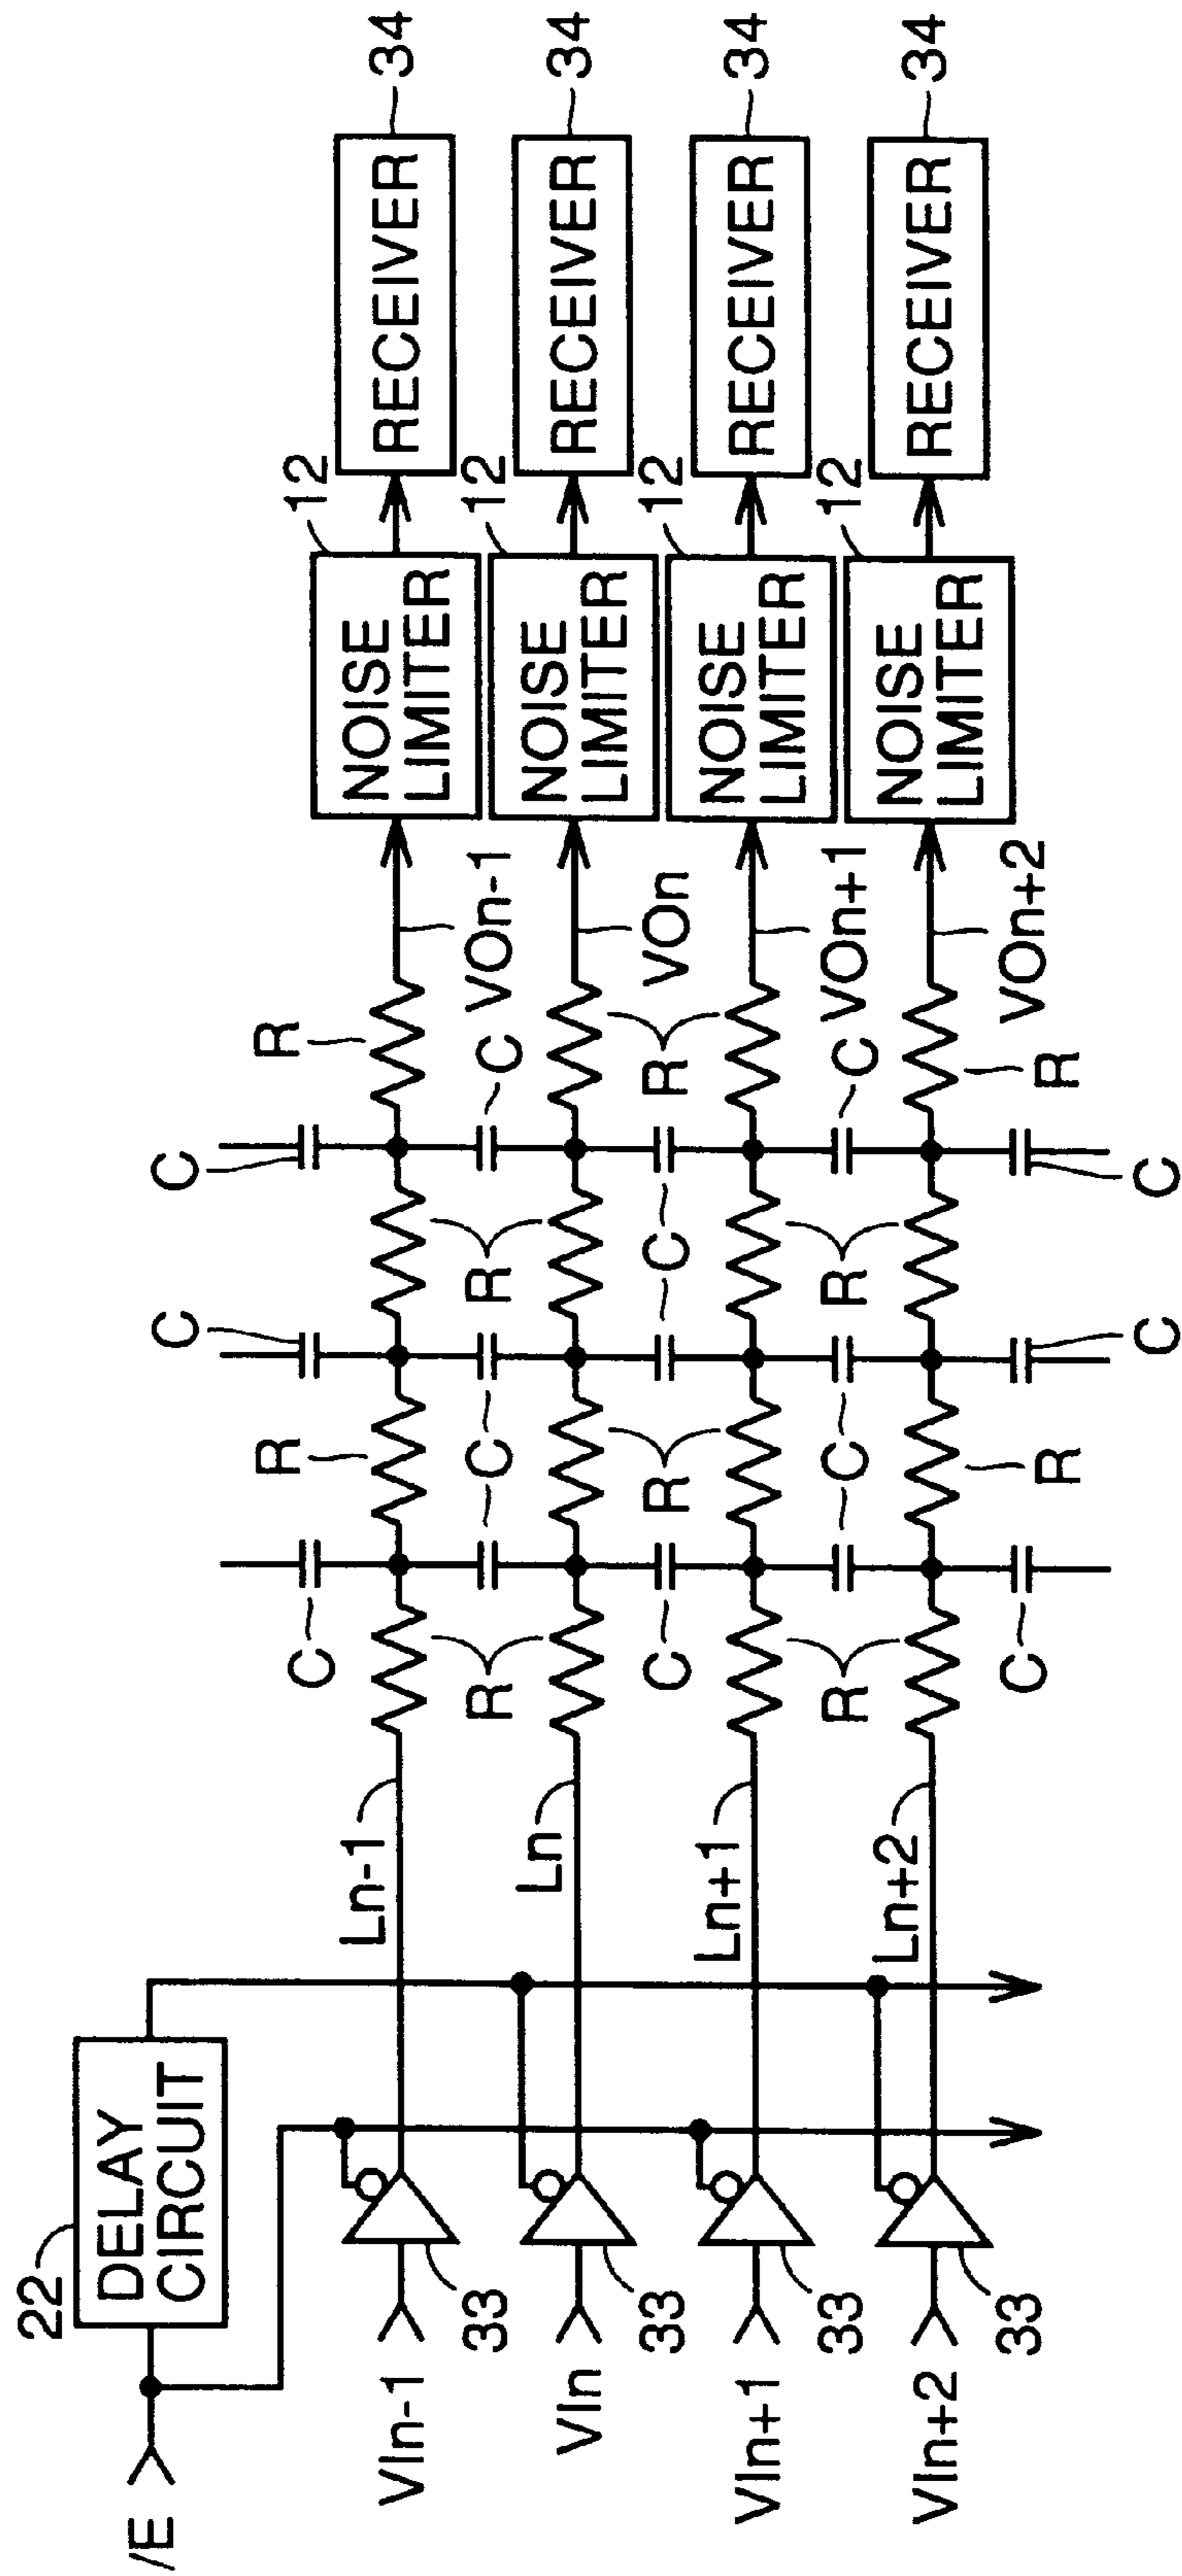 22
DELAY
CIRCUIT
/E
C C
R R
C 12
Ln-1
VIn-1 NOISE LIMITER RECEIVER 34
33 R C R C VOn-1 12
Ln
VIn NOISE LIMITER RECEIVER 34
33 C R C R VOn 12
Ln+1
VIn+1 NOISE LIMITER RECEIVER 34
33 R C R C VOn+1 12
Ln+2
VIn+2 NOISE LIMITER RECEIVER 34
33 C R R VOn+2
C C